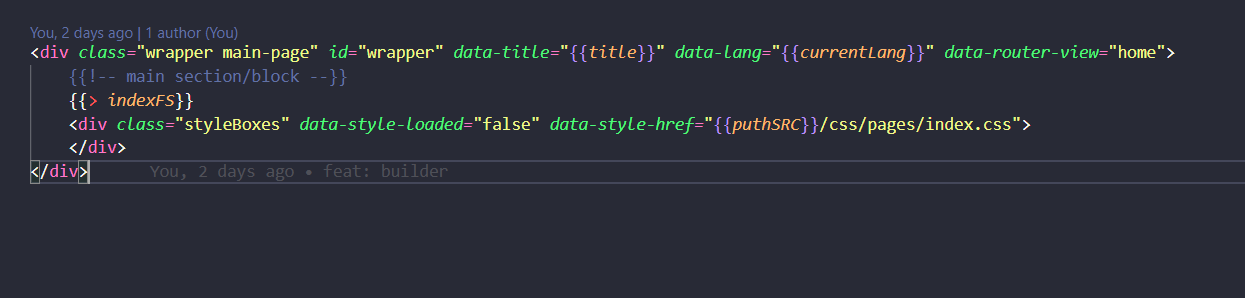 You, 2 days ago | 1 author (You)
<div class="wrapper main-page" id="wrapper" data-title="{{title}}" data-lang="{{currentLang}}" data-router-view="home">
{{!-- main section/block --}}
{{> indexFS}}
<div class="styleBoxes" data-style-loaded="false" data-style-href="{{puthSRC}}/css/pages/index.css">
</div>
</div> You, 2 days ago • feat: builder